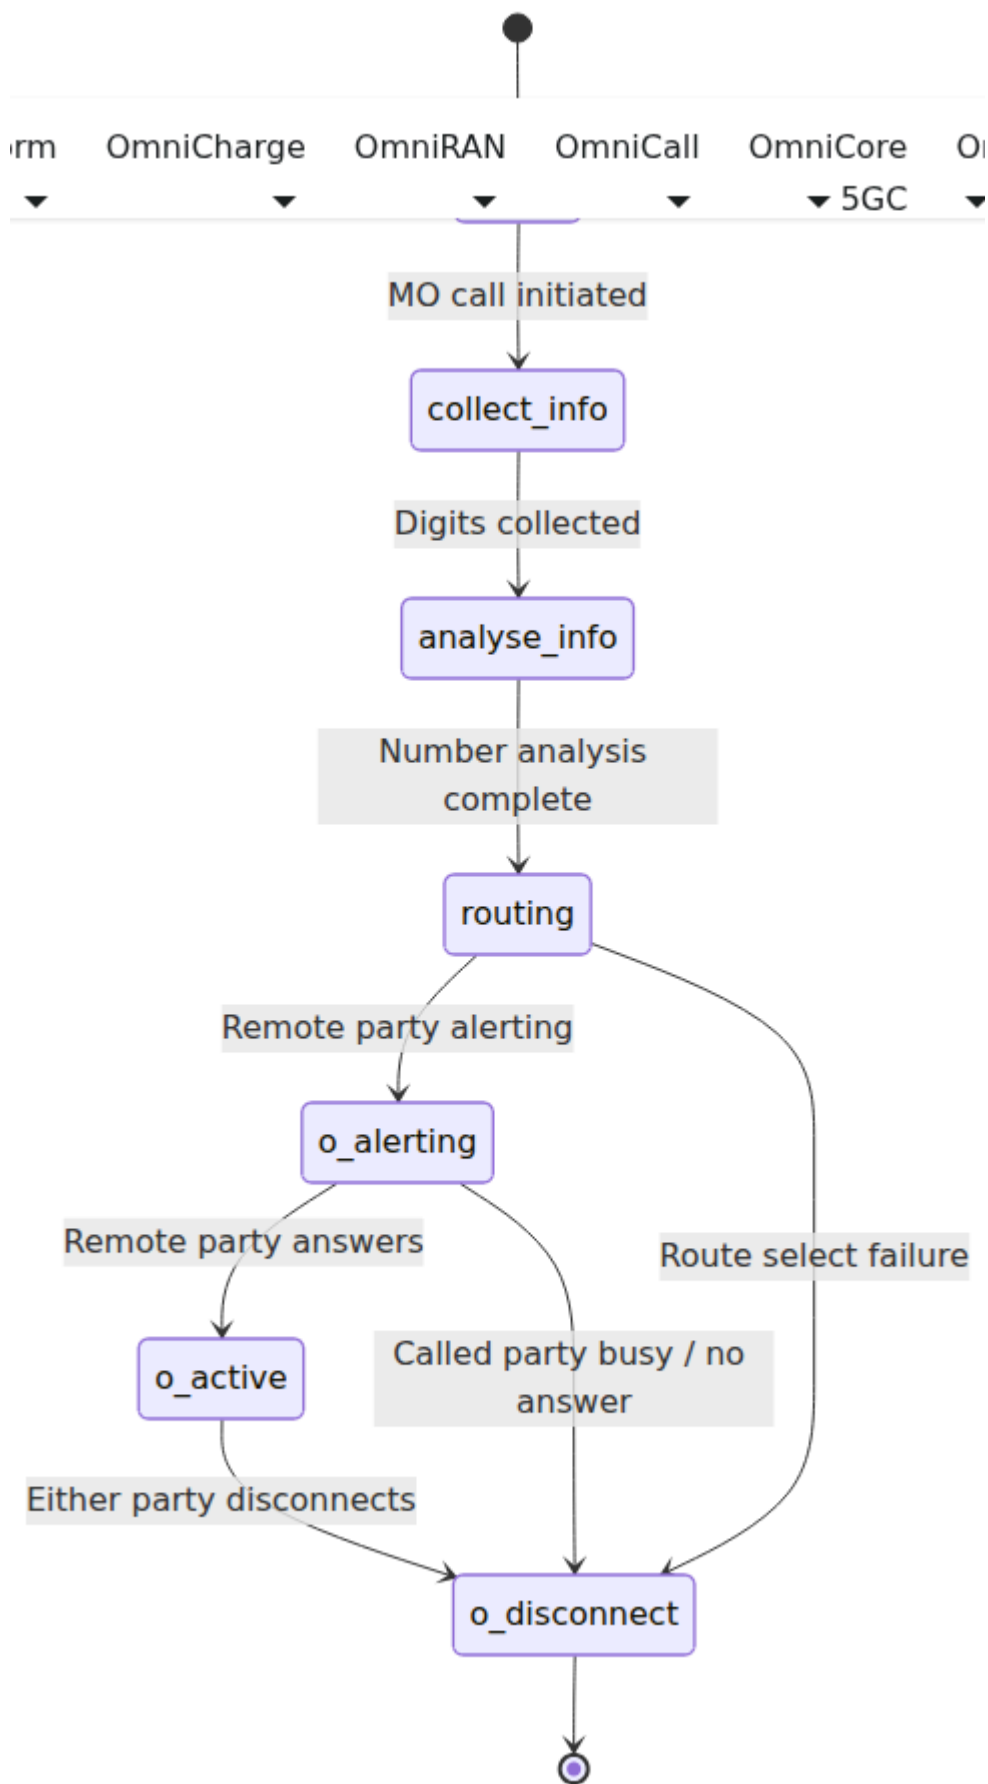 OmniCharge OmniRAN OmniCall OmniCore
5GC
MO call initiated
collect_info
Digits collected
analyse_info
Number analysis
complete
routing
Remote party alerting
o_alerting
Remote party answers
Route select failure
Called party busy / no
answer
o_active
Either party disconnects
o_disconnect